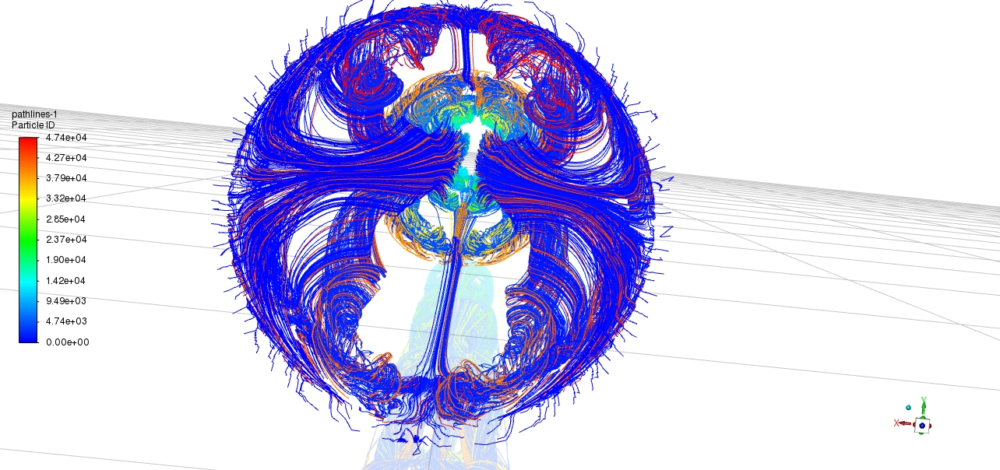 pathlines-1
Particle ID
4.74e+04
4.27e+04
3.79e+04
3.32e+04
2.85e+04
2.37e+04
1.90e+04
1.42e+04
9.49e+03
4.74e+03
0.00e+00
Y
X